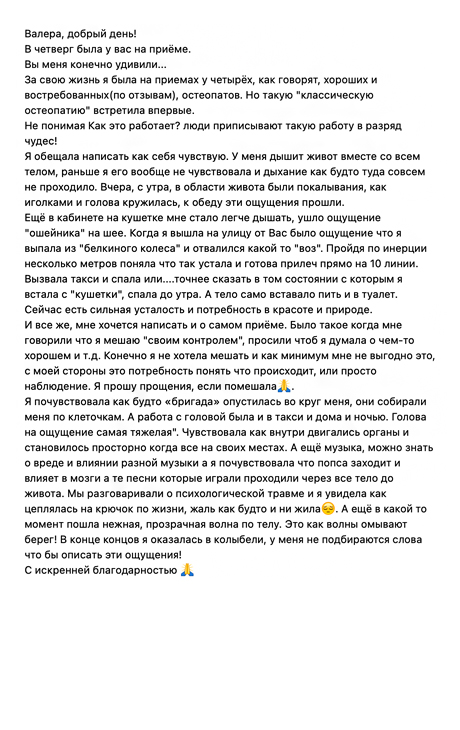 Валера, добрый день!
В четверг была у вас на приёме.
Вы меня конечно удивили...
За свою жизнь я была на приемах у четырёх, как говорят, хороших и
востребованных(по отзывам), остеопатов. Но такую "классическую
остеопатию" встретила впервые.
Не понимая Как это работает? люди приписывают такую работу в разряд
чудес!
Я обещала написать как себя чувствую. У меня дышит живот вместе со всем
телом, раньше я его вообще не чувствовала и дыхание как будто туда совсем
не проходило. Вчера, с утра, в области живота были покалывания, как
иголками и голова кружилась, к обеду эти ощущения прошли.
Ещё в кабинете на кушетке мне стало легче дышать, ушло ощущение
"ошейника" на шее. Когда я вышла на улицу от Вас было ощущение что я
выпала из "белкиного колеса" и отвалился какой то "воз". Пройдя по инерции
несколько метров поняла что так устала и готова прилеч прямо на 10 линии.
Вызвала такси и спала или....точнее сказать в том состоянии с которым я
встала с "кушетки", спала до утра. А тело само вставало пить и в туалет.
Сейчас есть сильная усталость и потребность в красоте и природе.
И все же, мне хочется написать и о самом приёме. Было такое когда мне
говорили что я мешаю "своим контролем", просили чтоб я думала о чем-то
хорошем и т.д. Конечно я не хотела мешать и как минимум мне не выгодно это,
с моей стороны это потребность понять что происходит, или просто
наблюдение. Я прошу прощения, если помешала🙏.
Я почувствовала как будто «бригада» опустилась во круг меня, они собирали
меня по клеточкам. А работа с головой была и в такси и дома и ночью. Голова
на ощущение самая тяжелая". Чувствовала как внутри двигались органы и
становилось просторно когда все на своих местах. А ещё музыка, можно знать
о вреде и влиянии разной музыки а я почувствовала что попса заходит и
влияет в мозги а те песни которые играли проходили через все тело до
живота. Мы разговаривали о психологической травме и я увидела как
цеплялась на крючок по жизни, жаль как будто и ни жила😔. А ещё в какой то
момент пошла нежная, прозрачная волна по телу. Это как волны омывают
берег! В конце концов я оказалась в колыбели, у меня не подбираются слова
что бы описать эти ощущения!
С искренней благодарностью 🙏